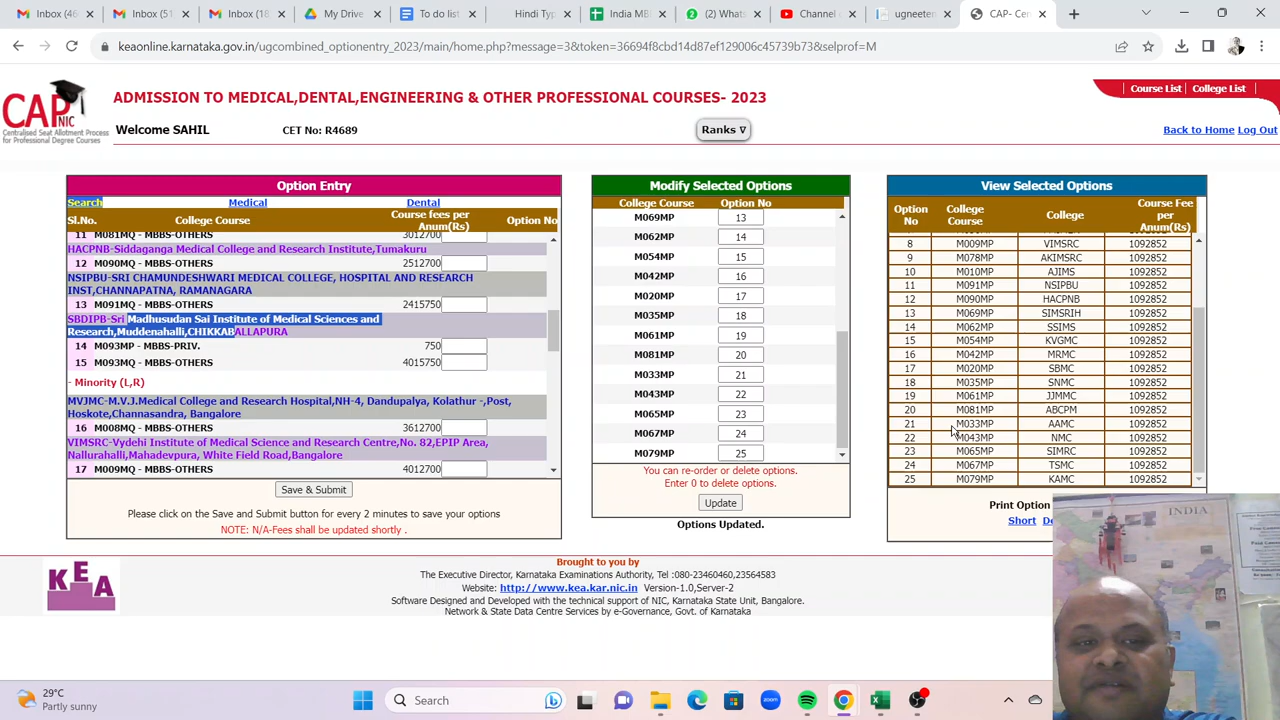 Inbox (46
Inbox (51
Inbox (18
My Drive
To do list
Hindi Typ
India MB
(2) Whats
Channel c
ugneeten
CAP- Cen
keaonline.karnataka.gov.in/ugcombined_optionentry_2023/main/home.php?message=3&token=36694f8cbd14d87ef129006c45739b73&selprof=M
CAP NIC
Centralised Seat Allotment Process
for Professional Degree Courses
ADMISSION TO MEDICAL,DENTAL,ENGINEERING & OTHER PROFESSIONAL COURSES- 2023
Course List College List
Welcome SAHIL CET No: R4689
Ranks ∇
Back to Home Log Out
Option Entry
Search Medical Dental
Sl.No. College Course Course fees per Anum(Rs) Option No
11 M081MQ - MBBS-OTHERS 3012700
HACPNB-Siddaganga Medical College and Research Institute,Tumakuru
12 M090MQ - MBBS-OTHERS 2512700
NSIPBU-SRI CHAMUNDESHWARI MEDICAL COLLEGE, HOSPITAL AND RESEARCH
INST,CHANNAPATNA, RAMANAGARA
13 M091MQ - MBBS-OTHERS 2415750
SBDIPB-Sri Madhusudan Sai Institute of Medical Sciences and
Research,Muddenahalli,CHIKKABALLAPURA
14 M093MP - MBBS-PRIV. 750
15 M093MQ - MBBS-OTHERS 4015750
- Minority (L,R)
MVJMC-M.V.J.Medical College and Research Hospital,NH-4, Dandupalya, Kolathur -,Post,
Hoskote,Channasandra, Bangalore
16 M008MQ - MBBS-OTHERS 3612700
VIMSRC-Vydehi Institute of Medical Science and Research Centre,No. 82,EPIP Area,
Nallurahalli,Mahadevpura, White Field Road,Bangalore
17 M009MQ - MBBS-OTHERS 4012700
Save & Submit
Please click on the Save and Submit button for every 2 minutes to save your options
NOTE: N/A-Fees shall be updated shortly .
Modify Selected Options
College Course Option No
M069MP 13
M062MP 14
M054MP 15
M042MP 16
M020MP 17
M035MP 18
M061MP 19
M081MP 20
M033MP 21
M043MP 22
M065MP 23
M067MP 24
M079MP 25
You can re-order or delete options.
Enter 0 to delete options.
Update
Options Updated.
View Selected Options
Option No College Course College Course Fee per Anum(Rs)
8 M009MP VIMSRC 1092852
9 M078MP AKIMSRC 1092852
10 M010MP AJIMS 1092852
11 M091MP NSIPBU 1092852
12 M090MP HACPNB 1092852
13 M069MP SIMSRIH 1092852
14 M062MP SSIMS 1092852
15 M054MP KVGMC 1092852
16 M042MP MRMC 1092852
17 M020MP SBMC 1092852
18 M035MP SNMC 1092852
19 M061MP JJMMC 1092852
20 M081MP ABCPM 1092852
21 M033MP AAMC 1092852
22 M043MP NMC 1092852
23 M065MP SIMRC 1092852
24 M067MP TSMC 1092852
25 M079MP KAMC 1092852
Print Option
Short De
KEA
Brought to you by
The Executive Director, Karnataka Examinations Authority, Tel :080-23460460,23564583
Website: http://www.kea.kar.nic.in Version-1.0,Server-2
Software Designed and Developed with the technical support of NIC, Karnataka State Unit, Bangalore.
Network & State Data Centre Services by e-Governance, Govt. of Karnataka
INDIA
29°C
Partly sunny
Search